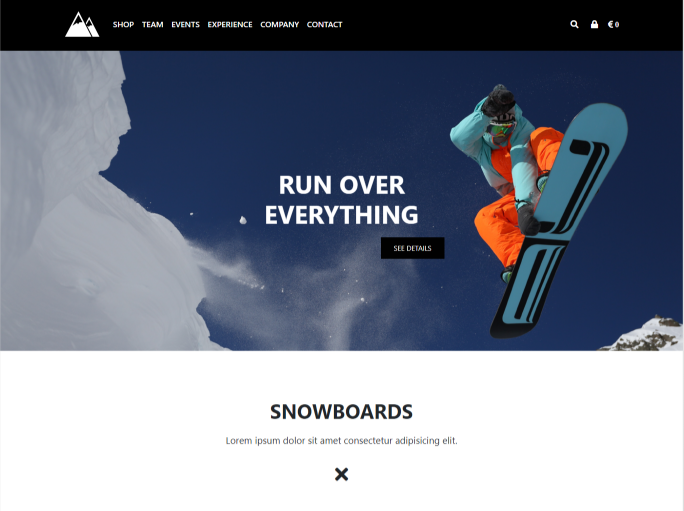 SHOP TEAM EVENTS EXPERIENCE COMPANY CONTACT € 0
RUN OVER
EVERYTHING
SEE DETAILS
SNOWBOARDS
Lorem ipsum dolor sit amet consectetur adipisicing elit.